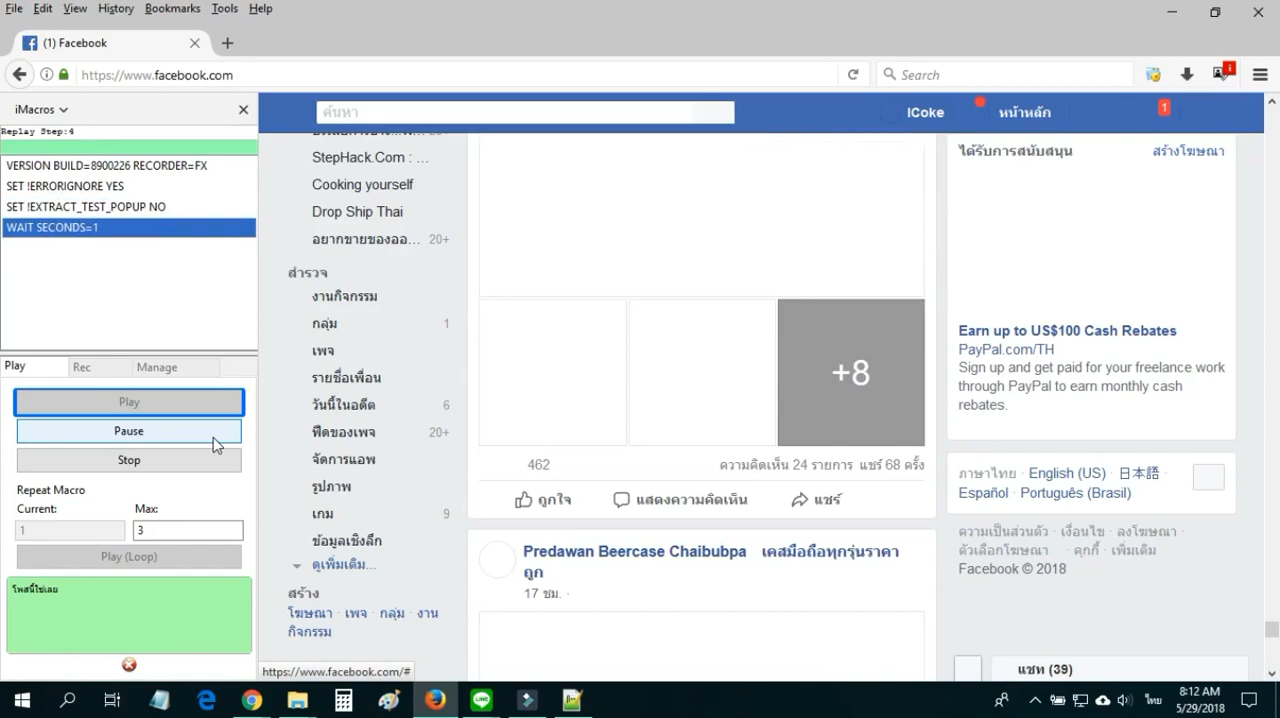 File Edit View History Bookmarks Tools Help
(1) Facebook
https://www.facebook.com
Search
iMacros
Replay Step:4
VERSION BUILD=8900226 RECORDER=FX
SET !ERRORIGNORE YES
SET !EXTRACT_TEST_POPUP NO
WAIT SECONDS=1
Play Rec Manage
Play
Pause
Stop
Repeat Macro
Current: Max:
1 3
Play (Loop)
โพสนี้ใช่เลย
ค้นหา
ICoke หน้าหลัก 1
StepHack.Com : ...
Cooking yourself
Drop Ship Thai
อยากขายของออ... 20+
สำรวจ
งานกิจกรรม
กลุ่ม 1
เพจ
รายชื่อเพื่อน
วันนี้ในอดีต 6
ฟีดของเพจ 20+
จัดการแอพ
รูปภาพ
เกม 9
ข้อมูลเชิงลึก
ดูเพิ่มเติม...
สร้าง
โฆษณา · เพจ · กลุ่ม · งาน
กิจกรรม
https://www.facebook.com/#
+8
462 ความคิดเห็น 24 รายการ แชร์ 68 ครั้ง
ถูกใจ แสดงความคิดเห็น แชร์
Predawan Beercase Chaibubpa เคสมือถือทุกรุ่นราคา
ถูก
17 ชม. ·
ได้รับการสนับสนุน สร้างโฆษณา
Earn up to US$100 Cash Rebates
PayPal.com/TH
Sign up and get paid for your freelance work
through PayPal to earn monthly cash
rebates.
ภาษาไทย · English (US) · 日本語 ·
Español · Português (Brasil)
ความเป็นส่วนตัว · เงื่อนไข · ลงโฆษณา ·
ตัวเลือกโฆษณา · คุกกี้ · เพิ่มเติม
Facebook © 2018
แชท (39)
ไทย
8:12 AM
5/29/2018